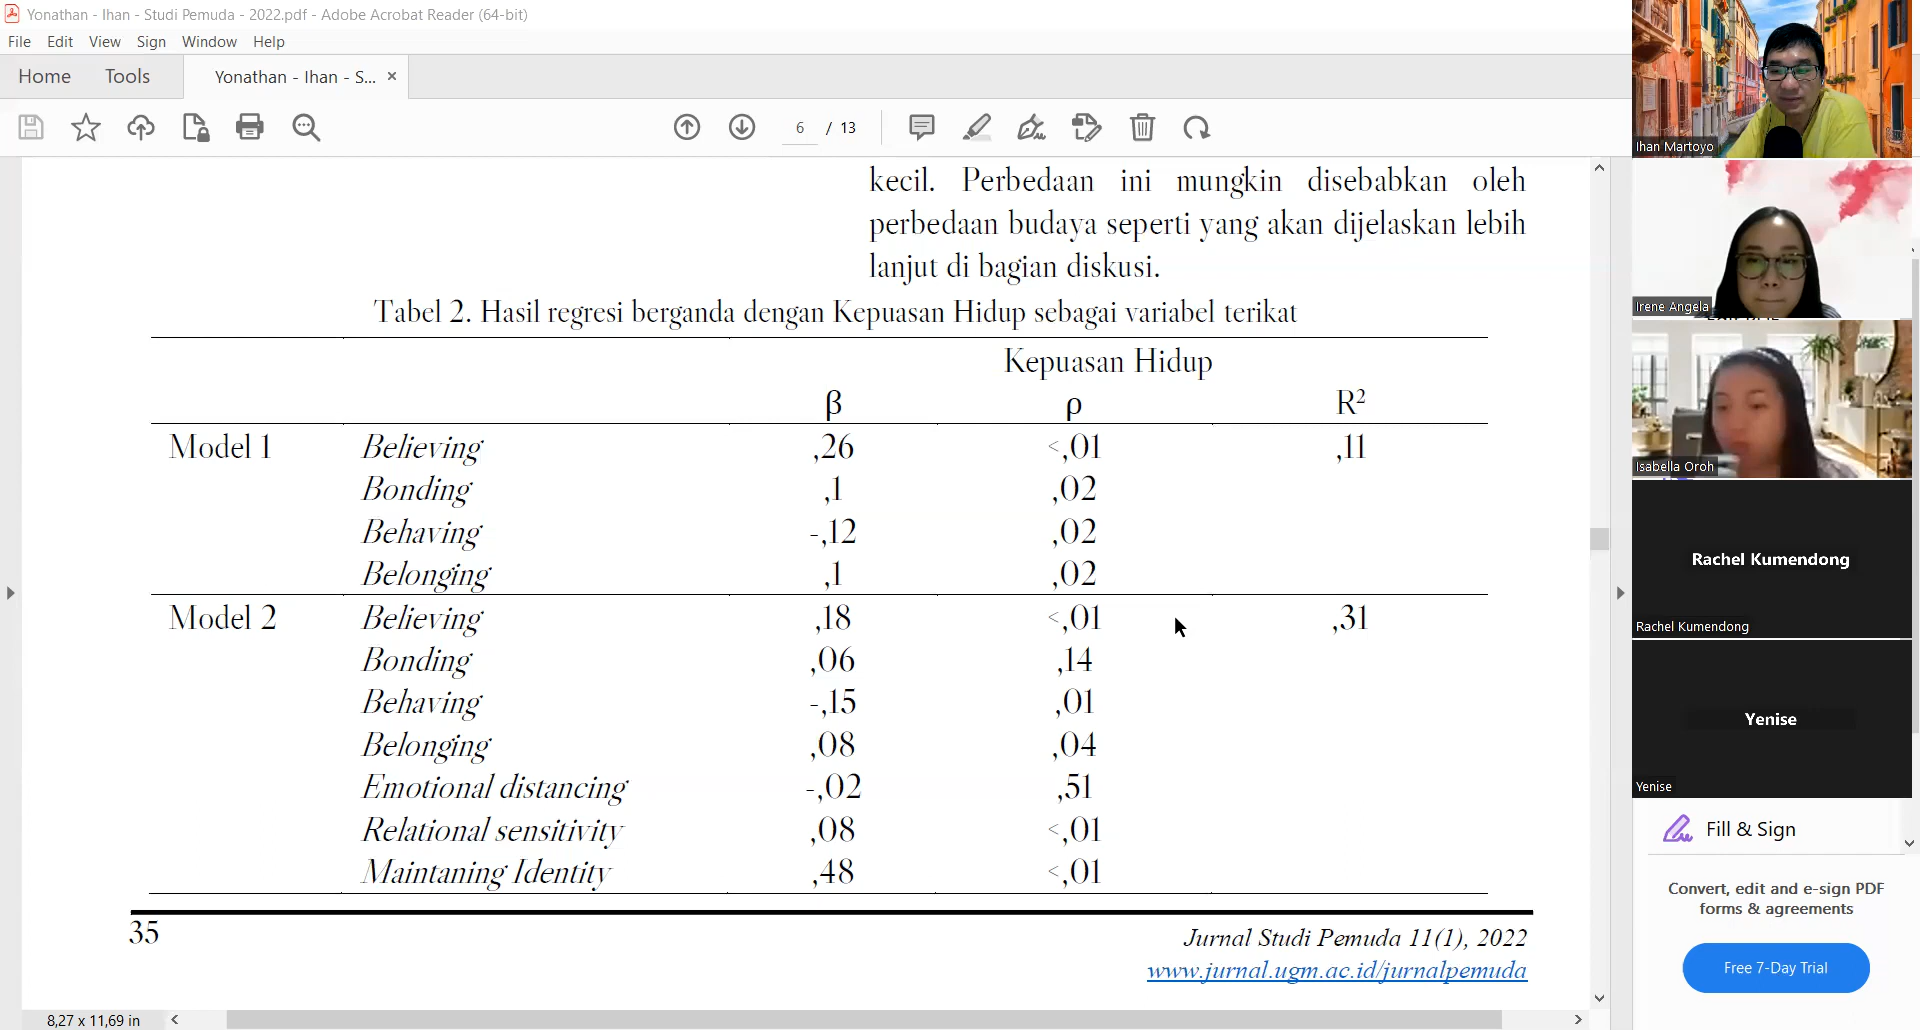 Yonathan - Ihan - Studi Pemuda - 2022.pdf - Adobe Acrobat Reader (64-bit)
File Edit View Sign Window Help
Home Tools Yonathan - Ihan - S... ×
6 / 13
kecil. Perbedaan ini mungkin disebabkan oleh
perbedaan budaya seperti yang akan dijelaskan lebih
lanjut di bagian diskusi.
Tabel 2. Hasil regresi berganda dengan Kepuasan Hidup sebagai variabel terikat
Kepuasan Hidup
β ρ R²
Model 1 Believing ,26 <,01 ,11
Bonding ,1 ,02
Behaving -,12 ,02
Belonging ,1 ,02
Model 2 Believing ,18 <,01 ,31
Bonding ,06 ,14
Behaving -,15 ,01
Belonging ,08 ,04
Emotional distancing -,02 ,51
Relational sensitivity ,08 <,01
Maintaning Identity ,48 <,01
35
Jurnal Studi Pemuda 11(1), 2022
www.jurnal.ugm.ac.id/jurnalpemuda
8,27 x 11,69 in
Ihan Martoyo
Irene Angela
Isabella Oroh
Rachel Kumendong
Rachel Kumendong
Yenise
Yenise
Fill & Sign
Convert, edit and e-sign PDF
forms & agreements
Free 7-Day Trial